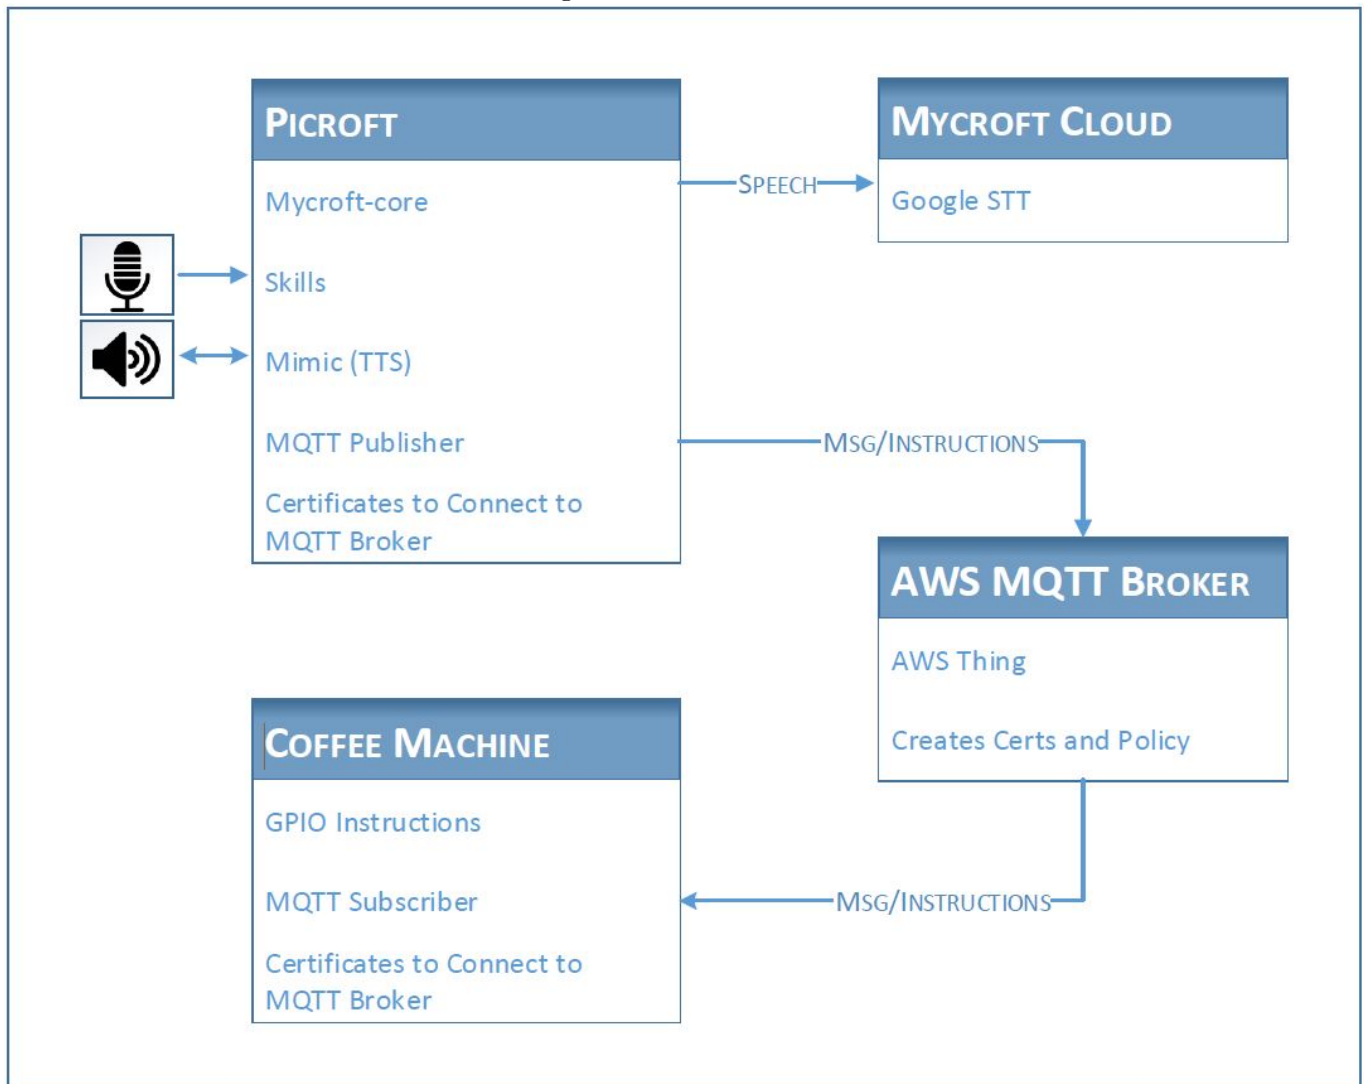 PICROFT
Mycroft-core
Skills
Mimic (TTS)
MQTT Publisher
Certificates to Connect to
MQTT Broker
SPEECH
MYCROFT CLOUD
Google STT
MSG/INSTRUCTIONS
AWS MQTT BROKER
AWS Thing
Creates Certs and Policy
MSG/INSTRUCTIONS
COFFEE MACHINE
GPIO Instructions
MQTT Subscriber
Certificates to Connect to
MQTT Broker